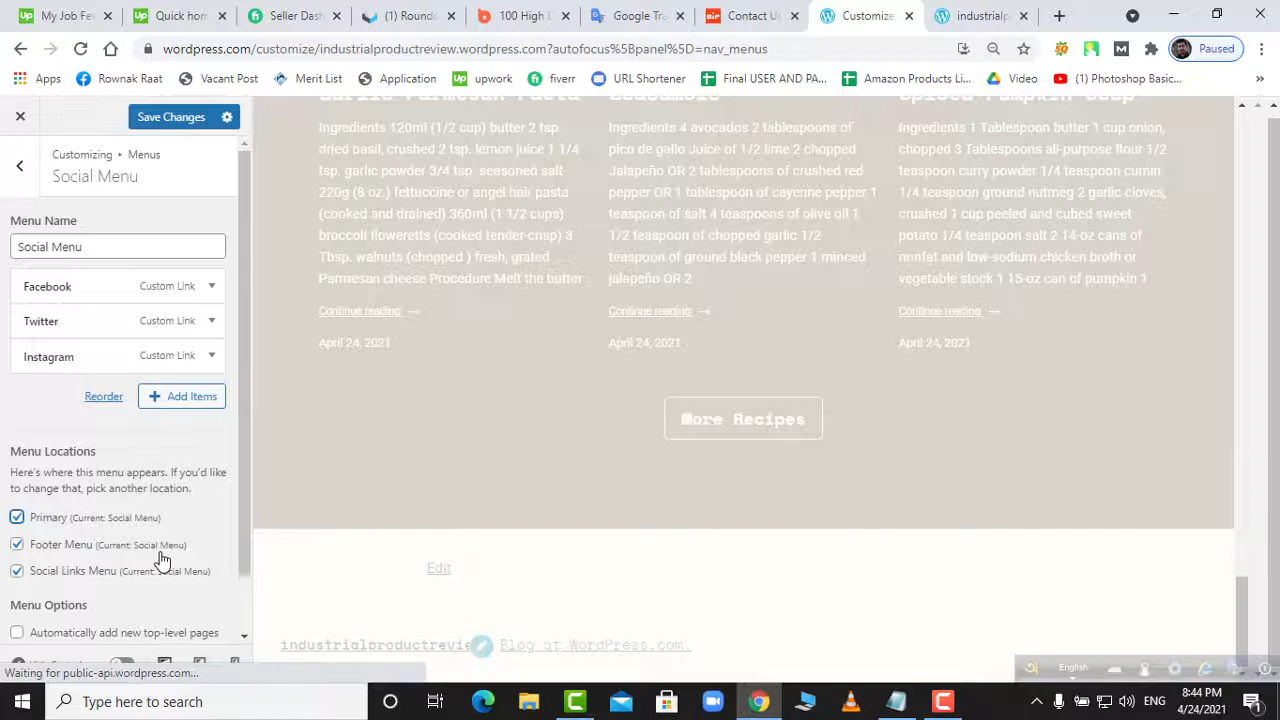 My Job Fee
Quick hom
Seller Dash
(1) Rounda
100 High D
Google Tra
Contact Us
Customize
industrialp
wordpress.com/customize/industrialproductreview.wordpress.com?autofocus%5Bpanel%5D=nav_menus
Paused
Apps
Rownak Raat
Vacant Post
Merit List
Application
upwork
fiverr
URL Shortener
Final USER AND PA...
Amazon Products Li...
Video
(1) Photoshop Basic...
Save Changes
Customizing ▸ Menus
Social Menu
Menu Name
Social Menu
Facebook Custom Link
Twitter Custom Link
Instagram Custom Link
Reorder
Add Items
Menu Locations
Here's where this menu appears. If you'd like
to change that, pick another location.
Primary (Current: Social Menu)
Footer Menu (Current: Social Menu)
Social Links Menu (Current: Social Menu)
Menu Options
Automatically add new top-level pages
Waiting for public-api.wordpress.com...
Garlic Parmesan Pasta
Guacamole
Spiced Pumpkin Soup
Ingredients 120ml (1/2 cup) butter 2 tsp.
dried basil, crushed 2 tsp. lemon juice 1 1/4
tsp. garlic powder 3/4 tsp. seasoned salt
220g (8 oz.) fettuccine or angel hair pasta
(cooked and drained) 360ml (1 1/2 cups)
broccoli flowerettes (cooked tender-crisp) 3
Tbsp. walnuts (chopped ) fresh, grated
Parmesan cheese Procedure Melt the butter
Continue reading →
April 24, 2021
Ingredients 4 avocados 2 tablespoons of
pico de gallo Juice of 1/2 lime 2 chopped
Jalapeño OR 2 tablespoons of crushed red
pepper OR 1 tablespoon of cayenne pepper 1
teaspoon of salt 4 teaspoons of olive oil 1
1/2 teaspoon of chopped garlic 1/2
teaspoon of ground black pepper 1 minced
jalapeño OR 2
Continue reading →
April 24, 2021
Ingredients 1 Tablespoon butter 1 cup onion,
chopped 3 Tablespoons all-purpose flour 1/2
teaspoon curry powder 1/4 teaspoon cumin
1/4 teaspoon ground nutmeg 2 garlic cloves,
crushed 1 cup peeled and cubed sweet
potato 1/4 teaspoon salt 2 14-oz cans of
nonfat and low-sodium chicken broth or
vegetable stock 1 15-oz can of pumpkin 1
Continue reading →
April 24, 2021
More Recipes
Edit
industrialproductrevie
Blog at WordPress.com.
English
Type here to search
ENG
8:44 PM
4/24/2021